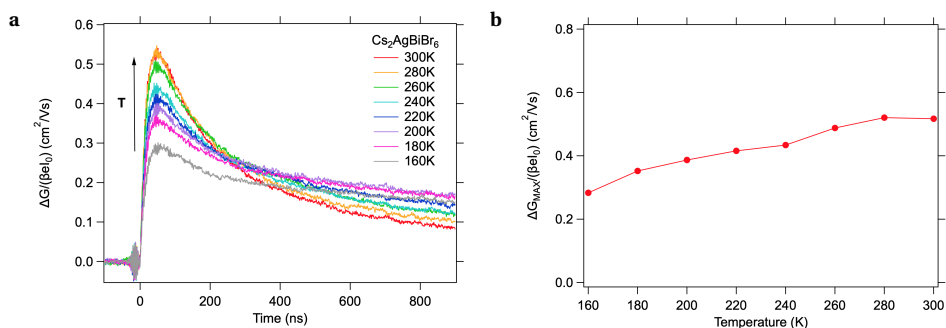 a
ΔG/(βeI₀) (cm²/Vs)
0.6
0.5
0.4
0.3
0.2
0.1
0.0
T
Cs₂AgBiBr₆
300K
280K
260K
240K
220K
200K
180K
160K
0 200 400 600 800
Time (ns)
b
ΔG_MAX/(βeI₀) (cm²/Vs)
0.8
0.6
0.4
0.2
0.0
160 180 200 220 240 260 280 300
Temperature (K)